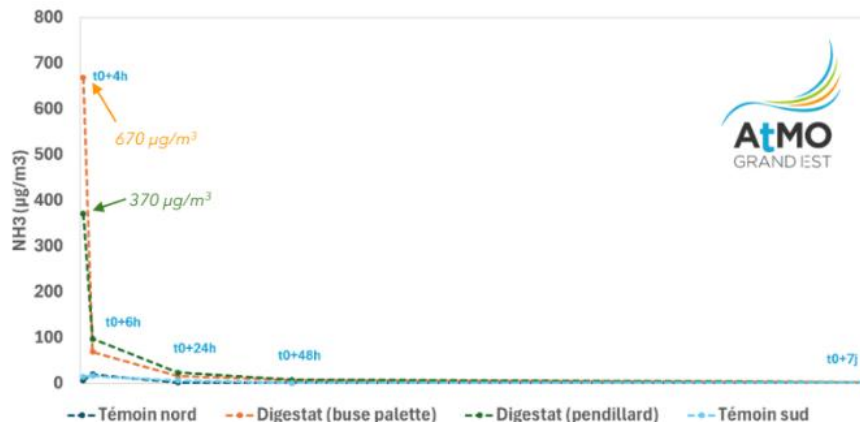 800
700
600
500
400
300
200
100
0
NH3 (µg/m3)
t0+4h
670 µg/m³
370 µg/m³
t0+6h
t0+24h
t0+48h
t0+7j
AtMO
GRAND EST
Témoin nord
Digestat (buse palette)
Digestat (pendillard)
Témoin sud